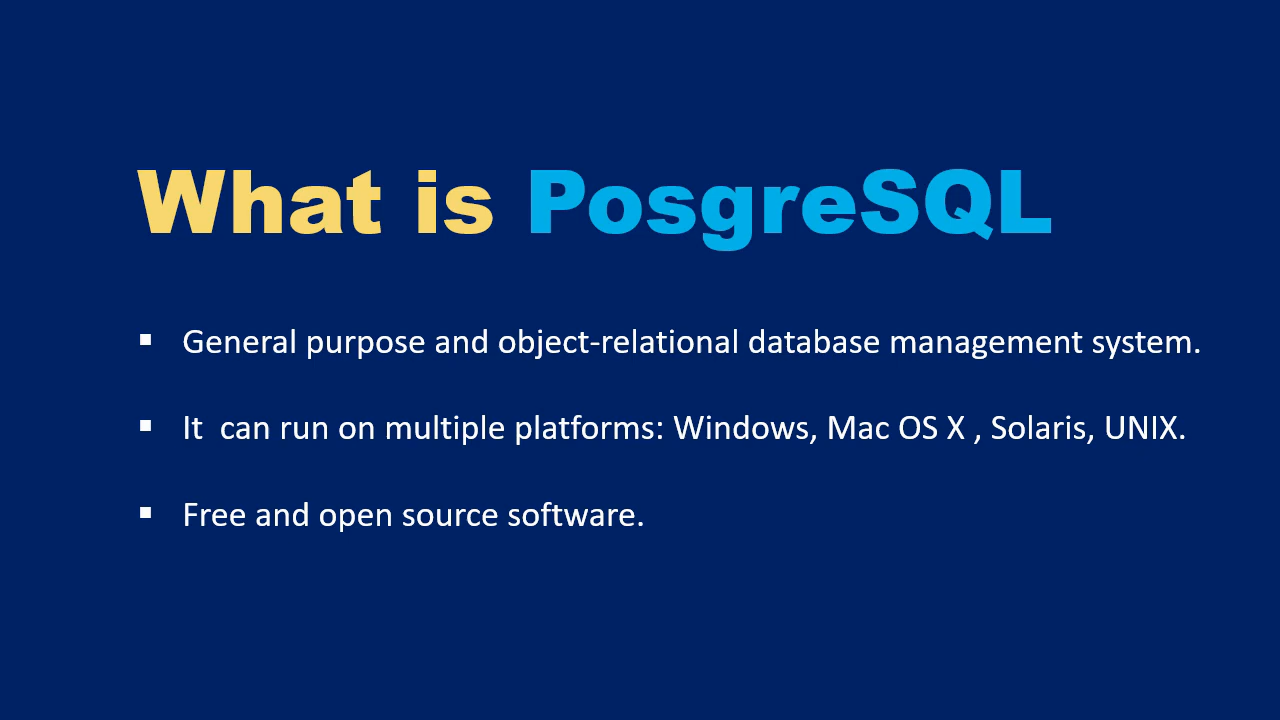 What is PosgreSQL
▪ General purpose and object-relational database management system.
▪ It  can run on multiple platforms: Windows, Mac OS X , Solaris, UNIX.
▪ Free and open source software.